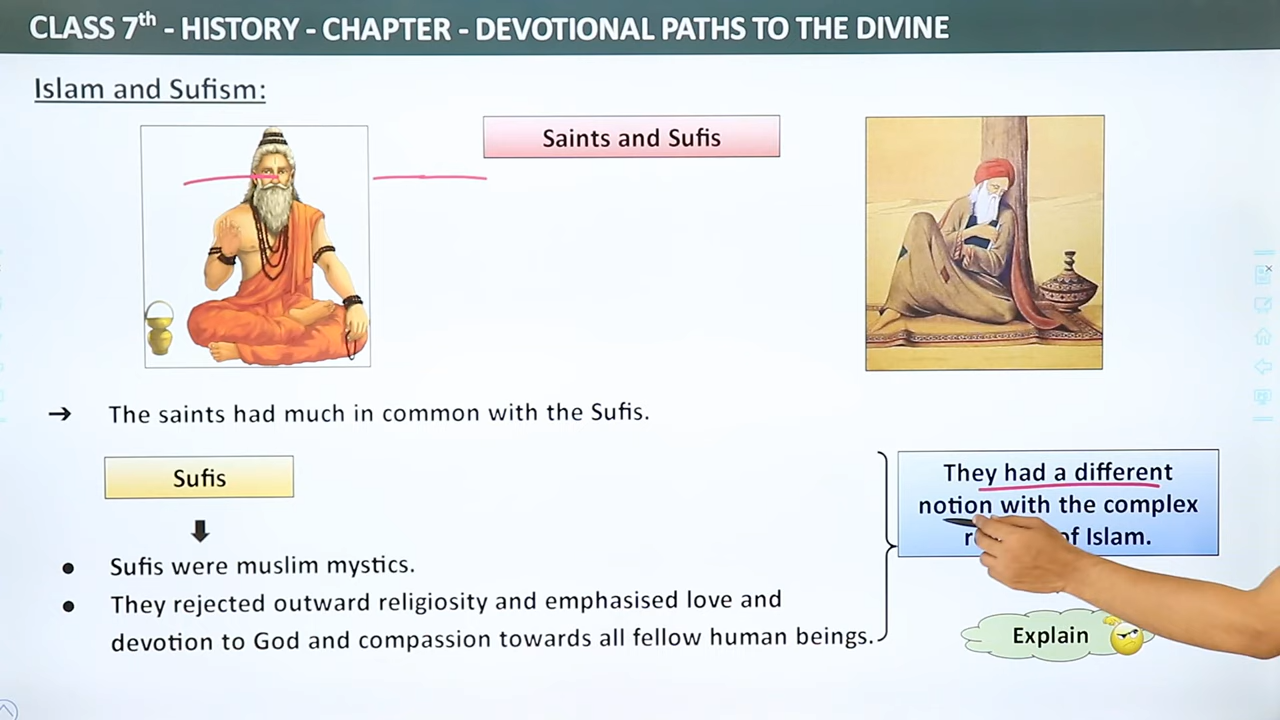 CLASS 7th - HISTORY - CHAPTER - DEVOTIONAL PATHS TO THE DIVINE
Islam and Sufism:
Saints and Sufis
→ The saints had much in common with the Sufis.
Sufis
● Sufis were muslim mystics.
● They rejected outward religiosity and emphasised love and
devotion to God and compassion towards all fellow human beings.
They had a different
notion with the complex
of Islam.
Explain